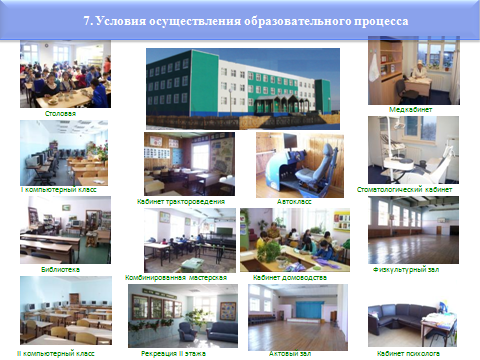 7. Условия осуществления образовательного процесса
Столовая
Медкабинет
I компьютерный класс
Кабинет трактороведения
Автокласс
Стоматологический кабинет
Библиотека
Комбинированная мастерская
Кабинет домоводства
Физкультурный зал
II компьютерный класс
Рекреация II этажа
Актовый зал
Кабинет психолога